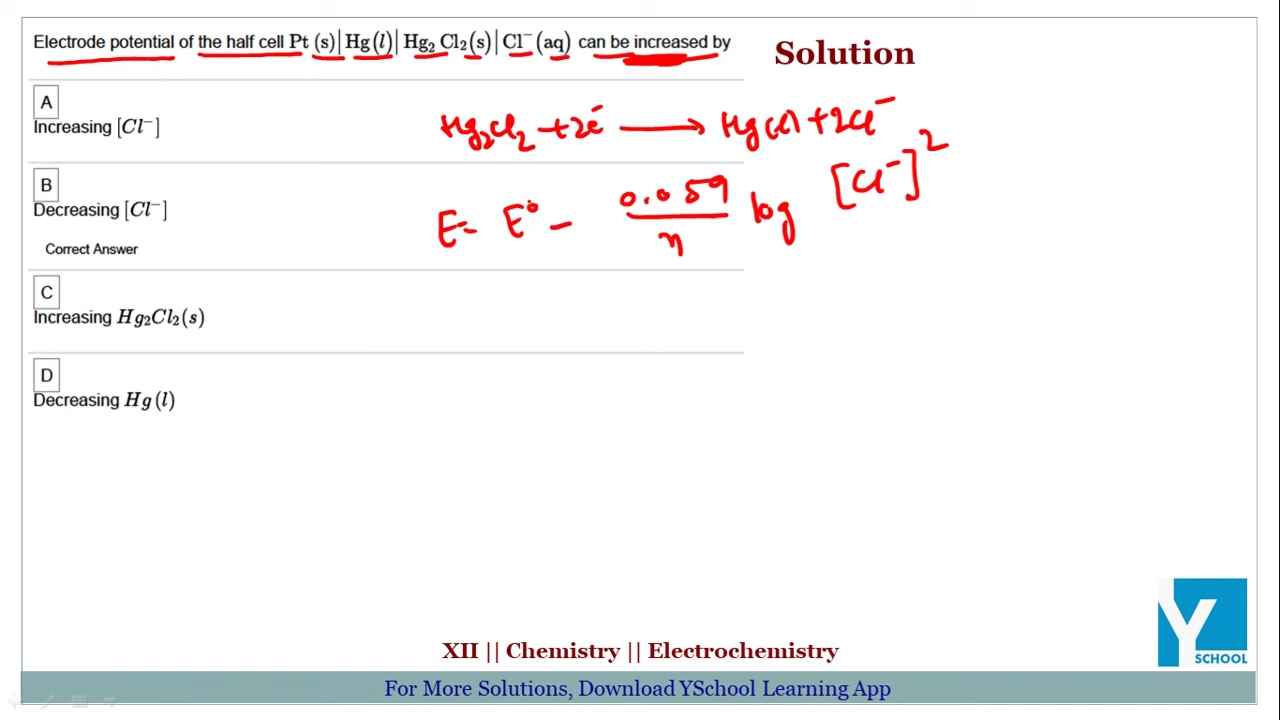 Electrode potential of the half cell Pt (s)|Hg(l)|Hg₂ Cl₂(s)|Cl⁻(aq) can be increased by
Solution
A
Increasing [Cl⁻]
Hg₂Cl₂ + 2e⁻ ⟶ Hg(l) + 2Cl⁻
B
Decreasing [Cl⁻]
E = E° − 0.059/n log [Cl⁻]²
Correct Answer
C
Increasing Hg₂Cl₂(s)
D
Decreasing Hg (l)
Y
SCHOOL
XII || Chemistry || Electrochemistry
For More Solutions, Download YSchool Learning App